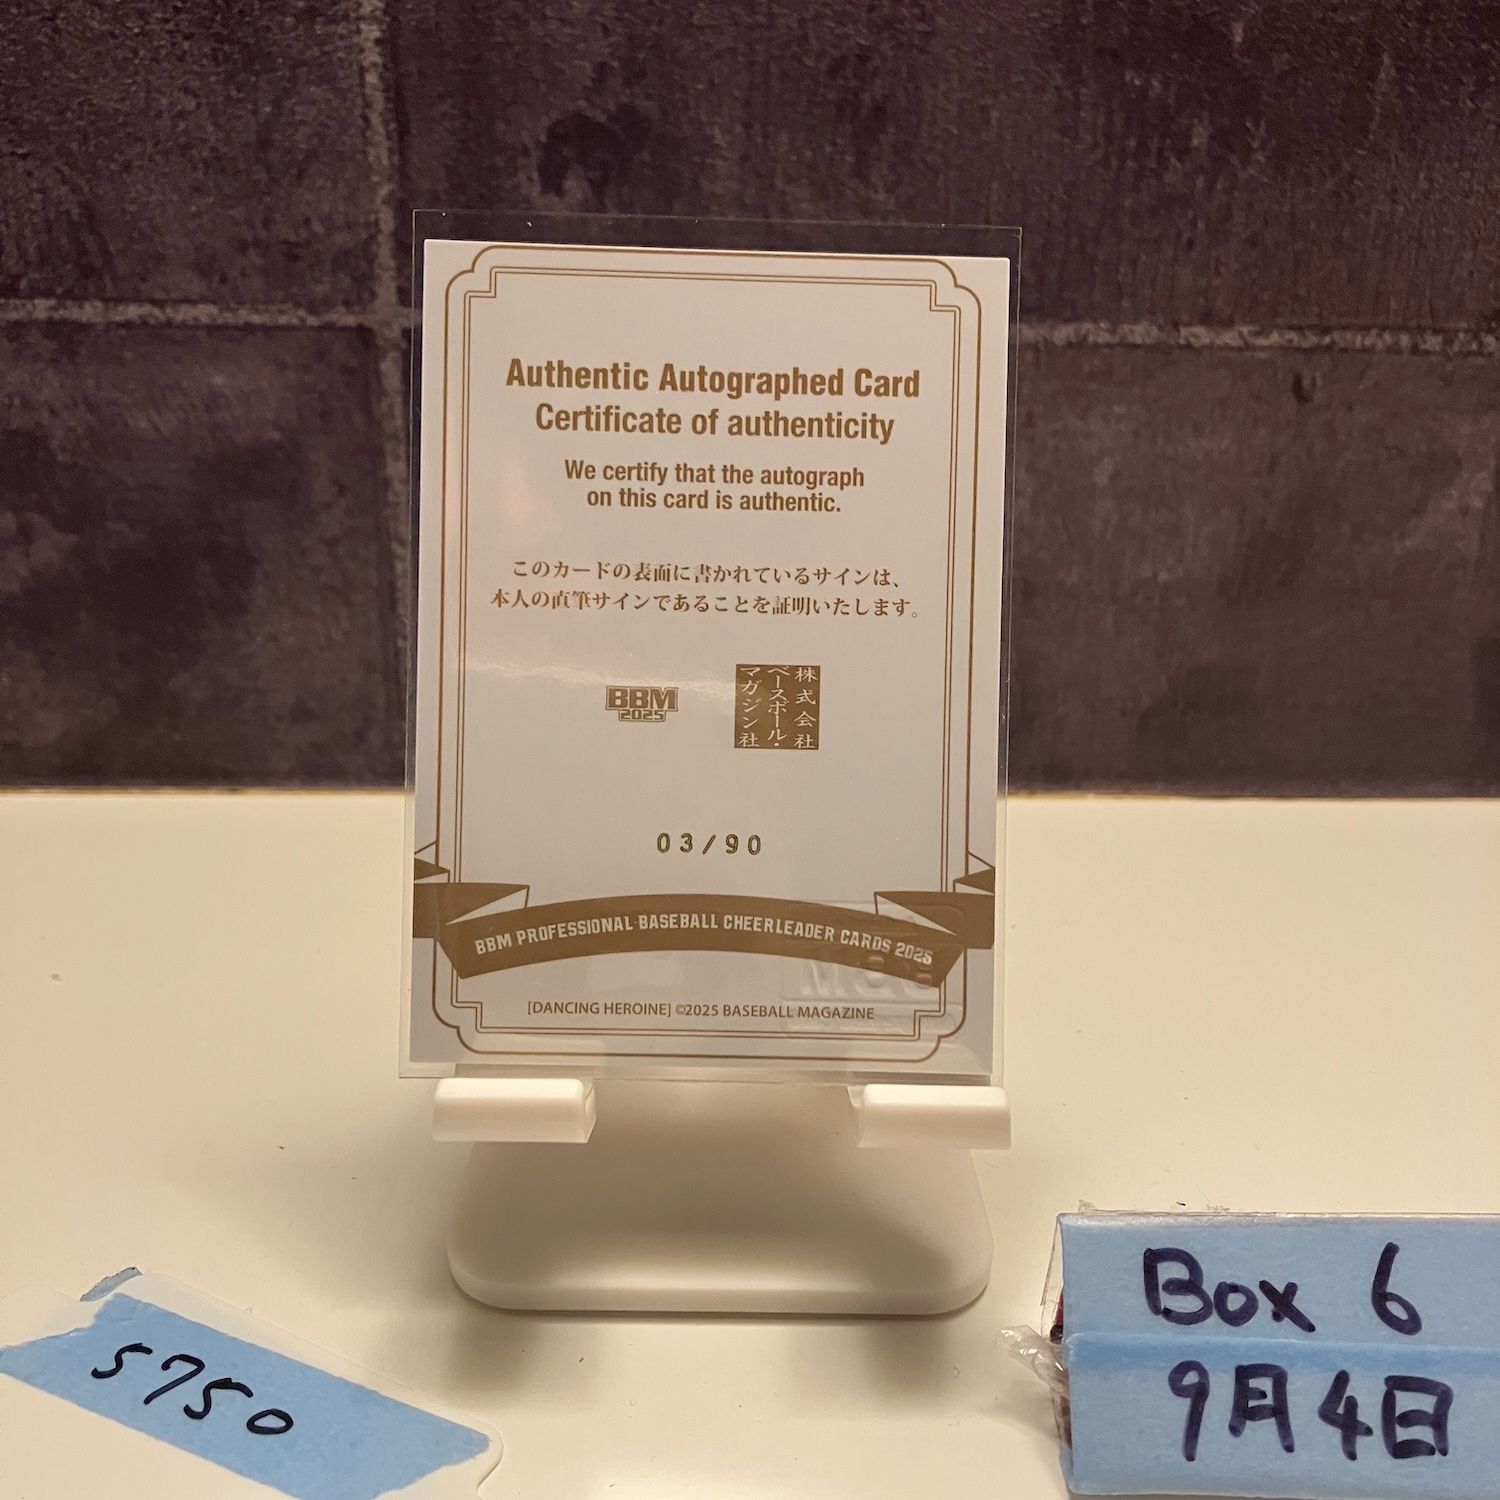 Authentic Autographed Card
Certificate of authenticity
We certify that the autograph
on this card is authentic.
このカードの表面に書かれているサインは、
本人の直筆サインであることを証明いたします。
BBM
2025
株式会社
ベースボール・
マガジン社
03/90
BBM PROFESSIONAL BASEBALL CHEERLEADER CARDS 2025
BBM
[DANCING HEROINE] ©2025 BASEBALL MAGAZINE
5750
Box 6
9月4日